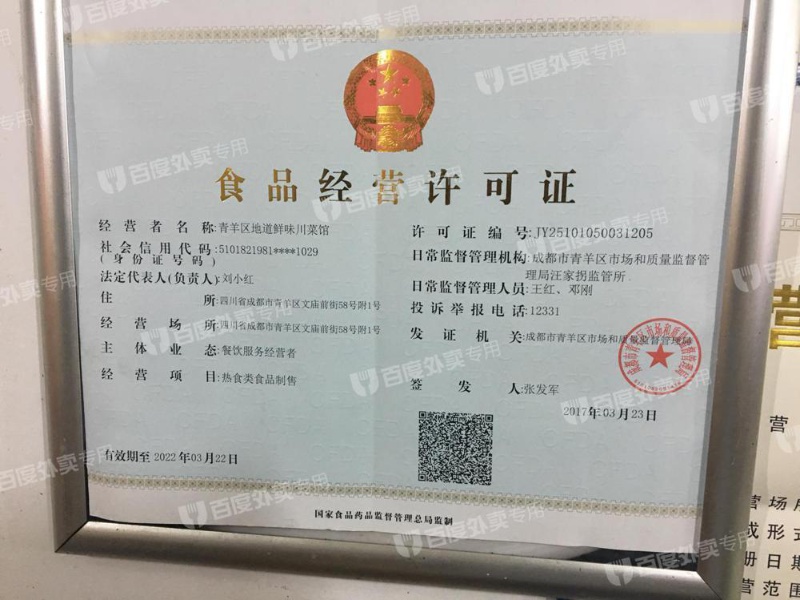 食品经营许可证
经营者名称:青羊区地道鲜味川菜馆
社会信用代码:5101821981****1029
(身份证号码)
法定代表人(负责人):刘小红
住所:四川省成都市青羊区文庙前街58号附1号
经营场所:四川省成都市青羊区文庙前街58号附1号
主体业态:餐饮服务经营者
经营项目:热食类食品制售
有效期至 2022年03月22日
许可证编号:JY25101050031205
日常监督管理机构:成都市青羊区市场和质量监督管
理局汪家拐监管所
日常监督管理人员:王红、邓刚
投诉举报电话:12331
发证机关:成都市青羊区市场和质量监督管理局
签发人:张发军
2017年03月23日
国家食品药品监督管理总局监制
百度外卖专用
营
营
营场所
成形式
册日期
营范围